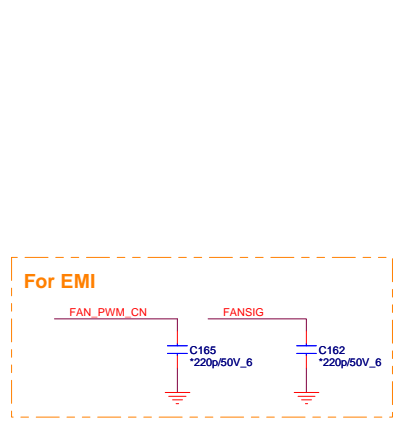 For EMI
FAN_PWM_CN
FANSIG
C165
*220p/50V_6
C162
*220p/50V_6